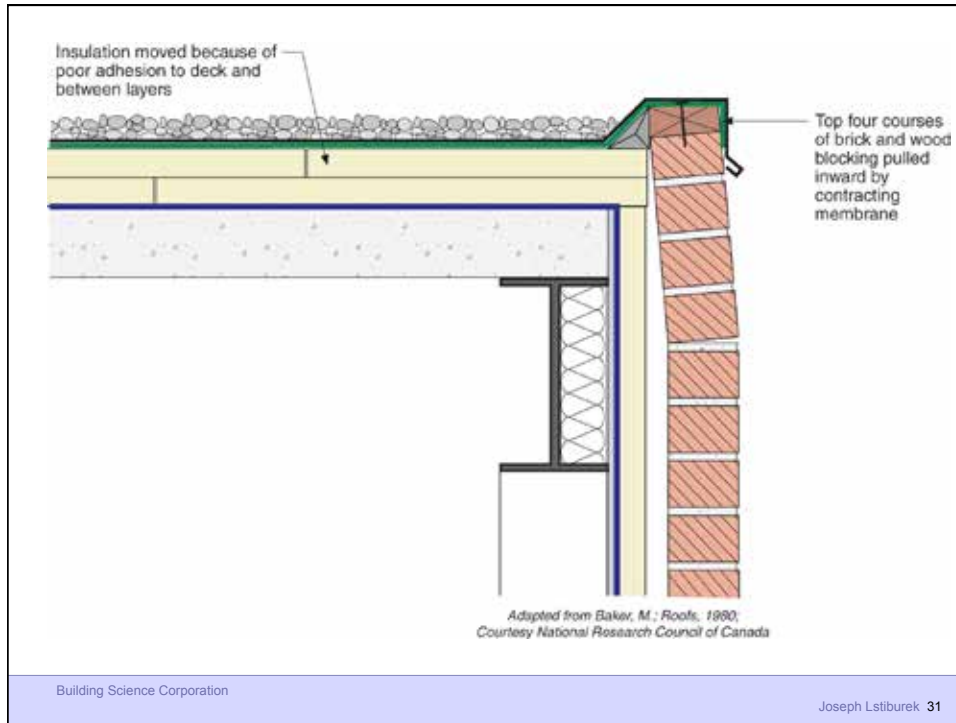 Insulation moved because of
poor adhesion to deck and
between layers
Top four courses
of brick and wood
blocking pulled
inward by
contracting
membrane
Adapted from Baker, M.; Roofs, 1980;
Courtesy National Research Council of Canada
Building Science Corporation
Joseph Lstiburek 31